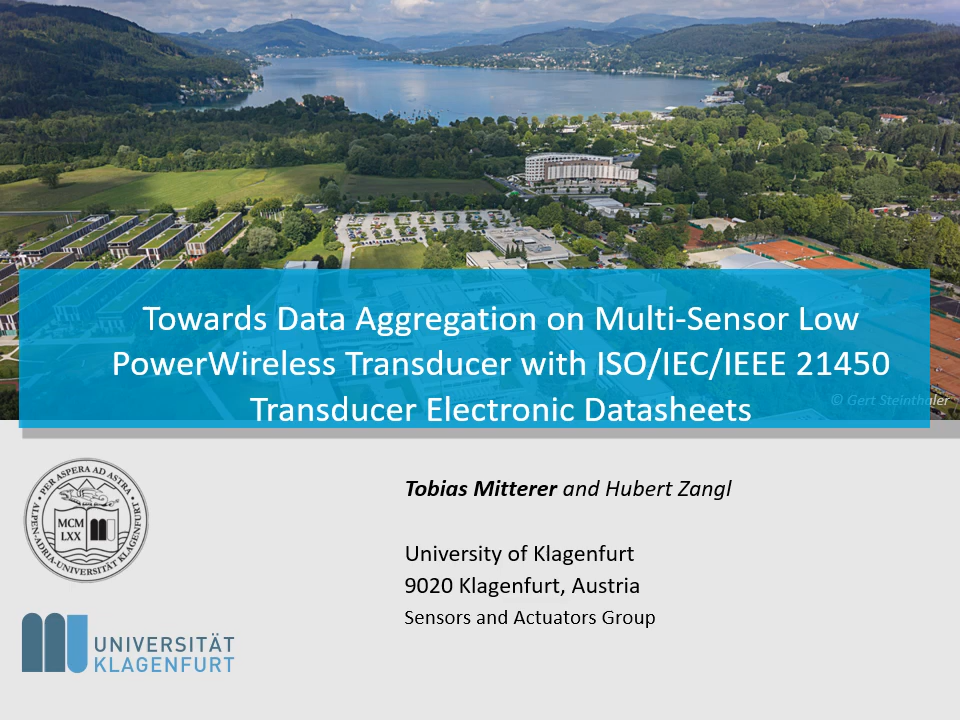 Towards Data Aggregation on Multi-Sensor Low
PowerWireless Transducer with ISO/IEC/IEEE 21450
Transducer Electronic Datasheets
© Gert Steinthaler
Tobias Mitterer and Hubert Zangl
University of Klagenfurt
9020 Klagenfurt, Austria
Sensors and Actuators Group
· PER ASPERA AD ASTRA ·
ALPEN-ADRIA-UNIVERSITÄT KLAGENFURT
MCM
LXX
UNIVERSITÄT
KLAGENFURT